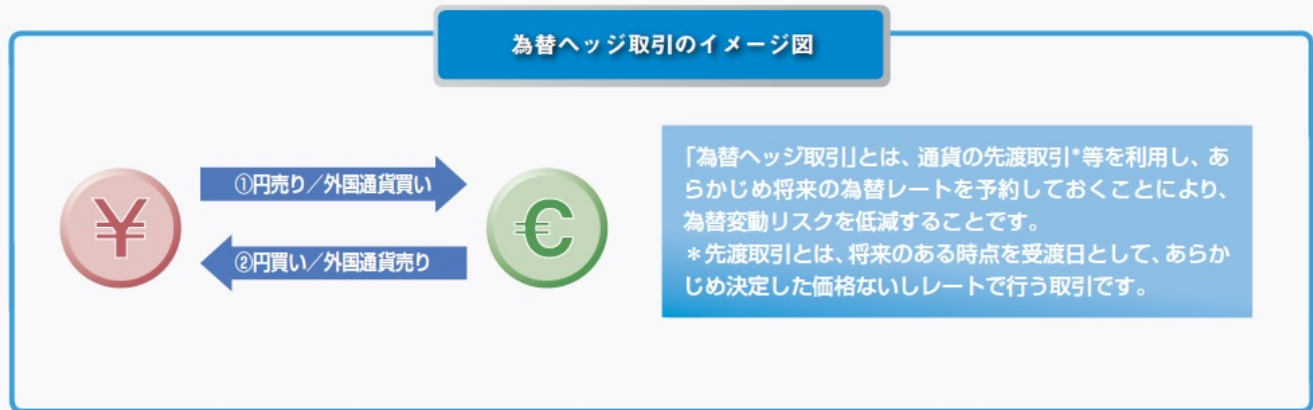 為替ヘッジ取引のイメージ図
¥
①円売り／外国通貨買い
②円買い／外国通貨売り
€
「為替ヘッジ取引」とは、通貨の先渡取引*等を利用し、あ
らかじめ将来の為替レートを予約しておくことにより、
為替変動リスクを低減することです。
＊先渡取引とは、将来のある時点を受渡日として、あらか
じめ決定した価格ないしレートで行う取引です。